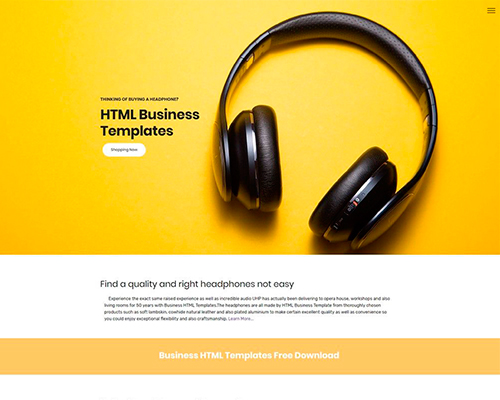 THINKING OF BUYING A HEADPHONE?
HTML Business
Templates
Shopping Now
Find a quality and right headphones not easy
Experience the exact same raised experience as well as incredible audio UHF has actually been delivering to opera house, workshops and also
living rooms for 50 years with Business HTML Templates.The headphones are all made by HTML Business Template from thoroughly chosen
products such as soft lambskin, cowhide natural leather and also plated aluminium to make certain excellent quality as well as convenience so
you could enjoy exceptional flexibility and also craftsmanship. Learn More...
Business HTML Templates Free Download